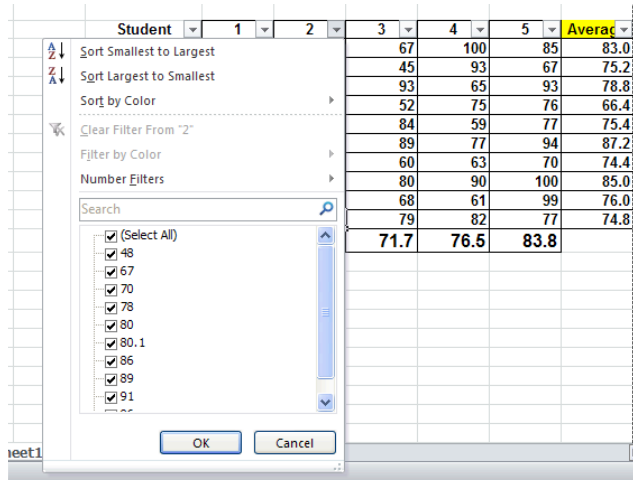 Student 1 2 3 4 5 Averag
67 100 85 83.0
45 93 67 75.2
93 65 93 78.8
52 75 76 66.4
84 59 77 75.4
89 77 94 87.2
60 63 70 74.4
80 90 100 85.0
68 61 99 76.0
79 82 77 74.8
71.7 76.5 83.8
Sort Smallest to Largest
Sort Largest to Smallest
Sort by Color
Clear Filter From "2"
Filter by Color
Number Filters
Search
(Select All)
48
67
70
78
80
80.1
86
89
91
OK Cancel
heet1